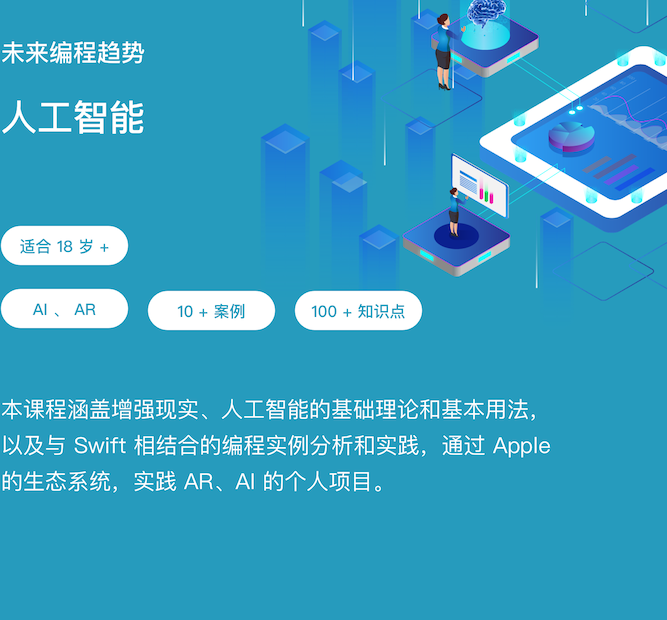 未来编程趋势
人工智能
适合 18 岁 +
AI 、 AR
10 + 案例
100 + 知识点
本课程涵盖增强现实、人工智能的基础理论和基本用法，
以及与 Swift 相结合的编程实例分析和实践，通过 Apple
的生态系统，实践 AR、AI 的个人项目。